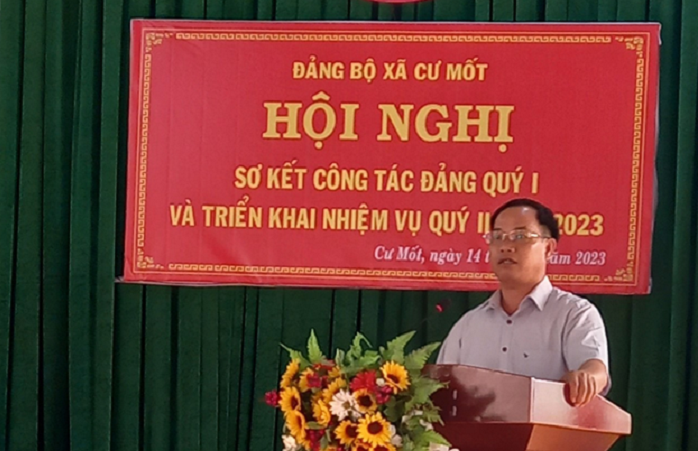 ĐẢNG BỘ XÃ CƯ MỐT
HỘI NGHỊ
SƠ KẾT CÔNG TÁC ĐẢNG QUÝ I
VÀ TRIỂN KHAI NHIỆM VỤ QUÝ 2023
Cư Mốt, ngày 14 năm 2023